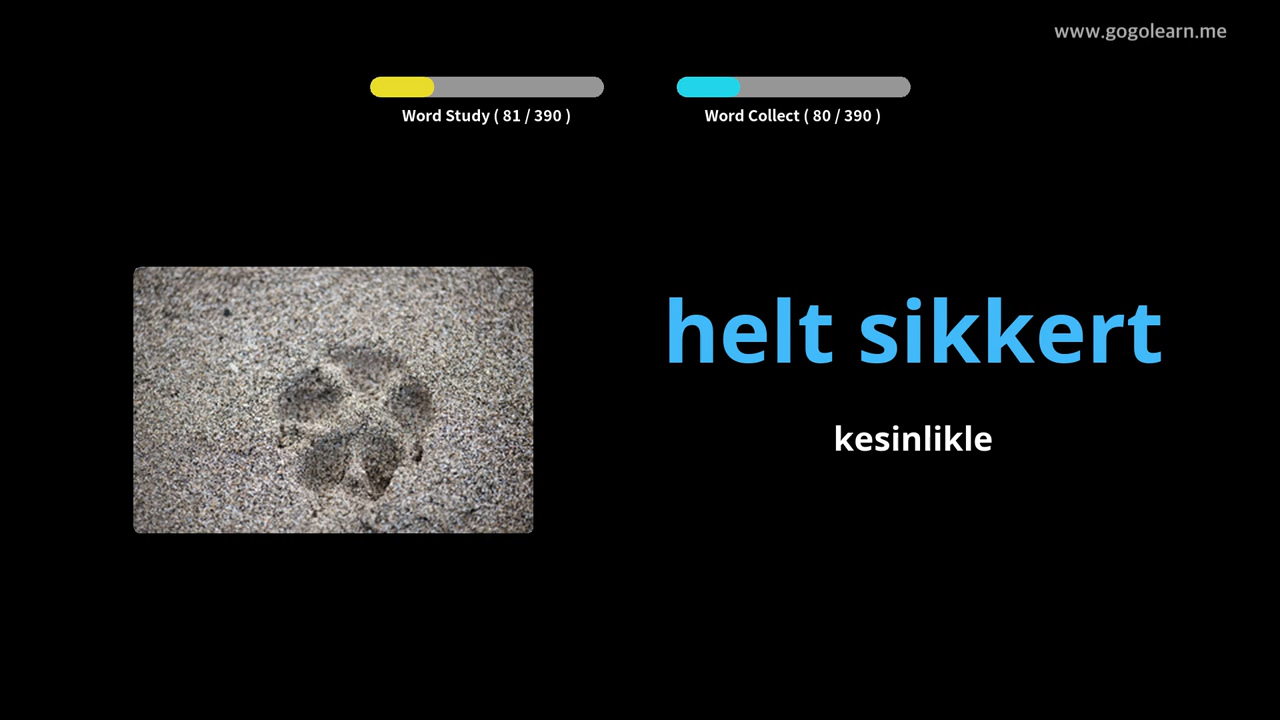 www.gogolearn.me
Word Study ( 81 / 390 )
Word Collect ( 80 / 390 )
helt sikkert
kesinlikle